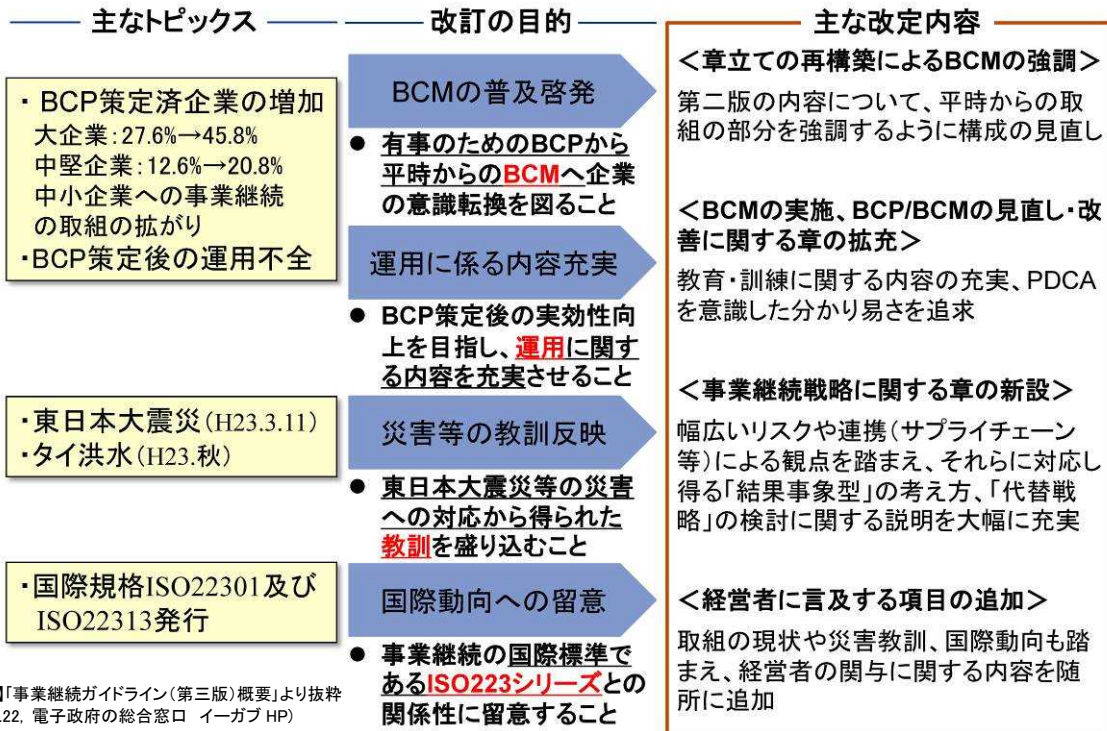 主なトピックス
・BCP策定済企業の増加
大企業：27.6%→45.8%
中堅企業：12.6%→20.8%
中小企業への事業継続
の取組の拡がり
・BCP策定後の運用不全
・東日本大震災（H23.3.11）
・タイ洪水（H23.秋）
・国際規格ISO22301及び
ISO22313発行
改訂の目的
BCMの普及啓発
● 有事のためのBCPから
平時からのBCMへ企業
の意識転換を図ること
運用に係る内容充実
● BCP策定後の実効性向
上を目指し、運用に関す
る内容を充実させること
災害等の教訓反映
● 東日本大震災等の災害
への対応から得られた
教訓を盛り込むこと
国際動向への留意
● 事業継続の国際標準で
あるISO223シリーズとの
関係性に留意すること
主な改定内容
＜章立ての再構築によるBCMの強調＞
第二版の内容について、平時からの取
組の部分を強調するように構成の見直し
＜BCMの実施、BCP/BCMの見直し・改
善に関する章の拡充＞
教育・訓練に関する内容の充実、PDCA
を意識した分かり易さを追求
＜事業継続戦略に関する章の新設＞
幅広いリスクや連携（サプライチェーン
等）による観点を踏まえ、それらに対応し
得る「結果事象型」の考え方、「代替戦
略」の検討に関する説明を大幅に充実
＜経営者に言及する項目の追加＞
取組の現状や災害教訓、国際動向も踏
まえ、経営者の関与に関する内容を随
所に追加
「事業継続ガイドライン（第三版）概要」より抜粋
.22, 電子政府の総合窓口 イーガブ HP）